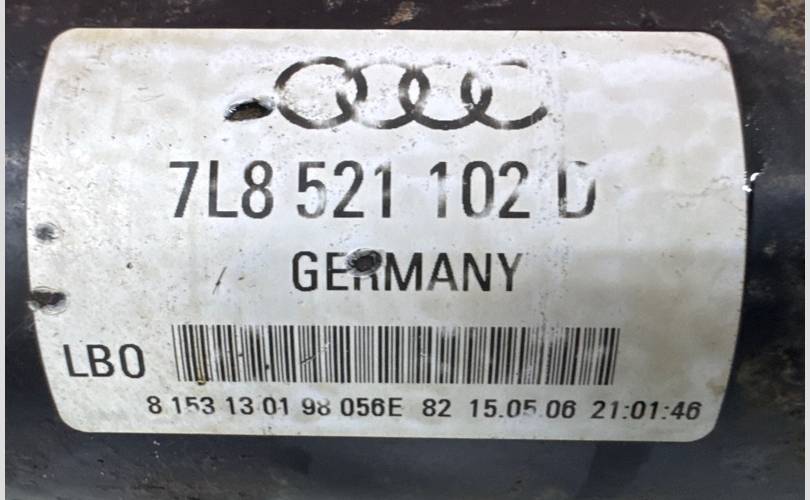 7L8 521 102 D
GERMANY
LBO
8 153 13 01 98 056E 82 15.05.06 21:01:46